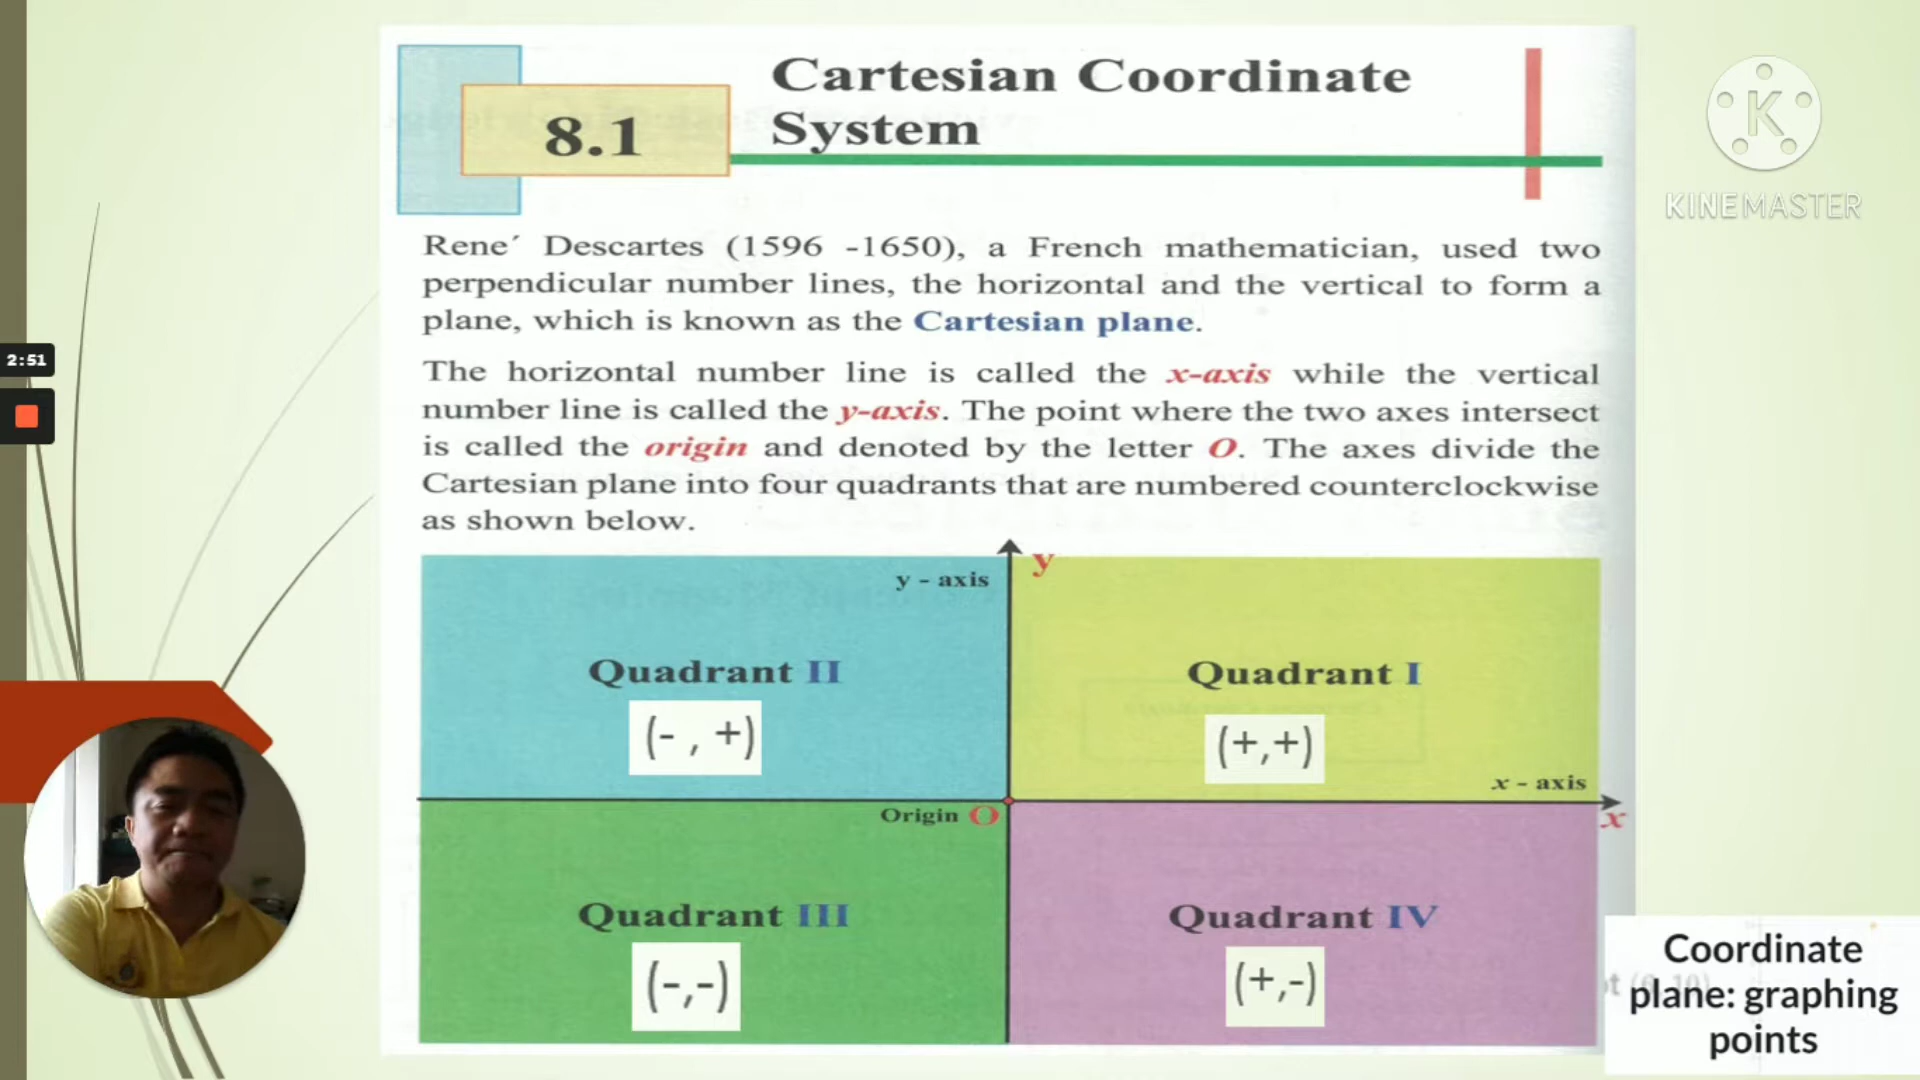 8.1
Cartesian Coordinate
System
K
KINEMASTER
Rene´ Descartes (1596 -1650), a French mathematician, used two
perpendicular number lines, the horizontal and the vertical to form a
plane, which is known as the Cartesian plane.
The horizontal number line is called the x-axis while the vertical
number line is called the y-axis. The point where the two axes intersect
is called the origin and denoted by the letter O. The axes divide the
Cartesian plane into four quadrants that are numbered counterclockwise
as shown below.
2:51
y
y - axis
Quadrant II
(- , +)
Quadrant I
(+,+)
x - axis
x
Origin O
Quadrant III
(-,-)
Quadrant IV
(+,-)
Coordinate
plane: graphing
points